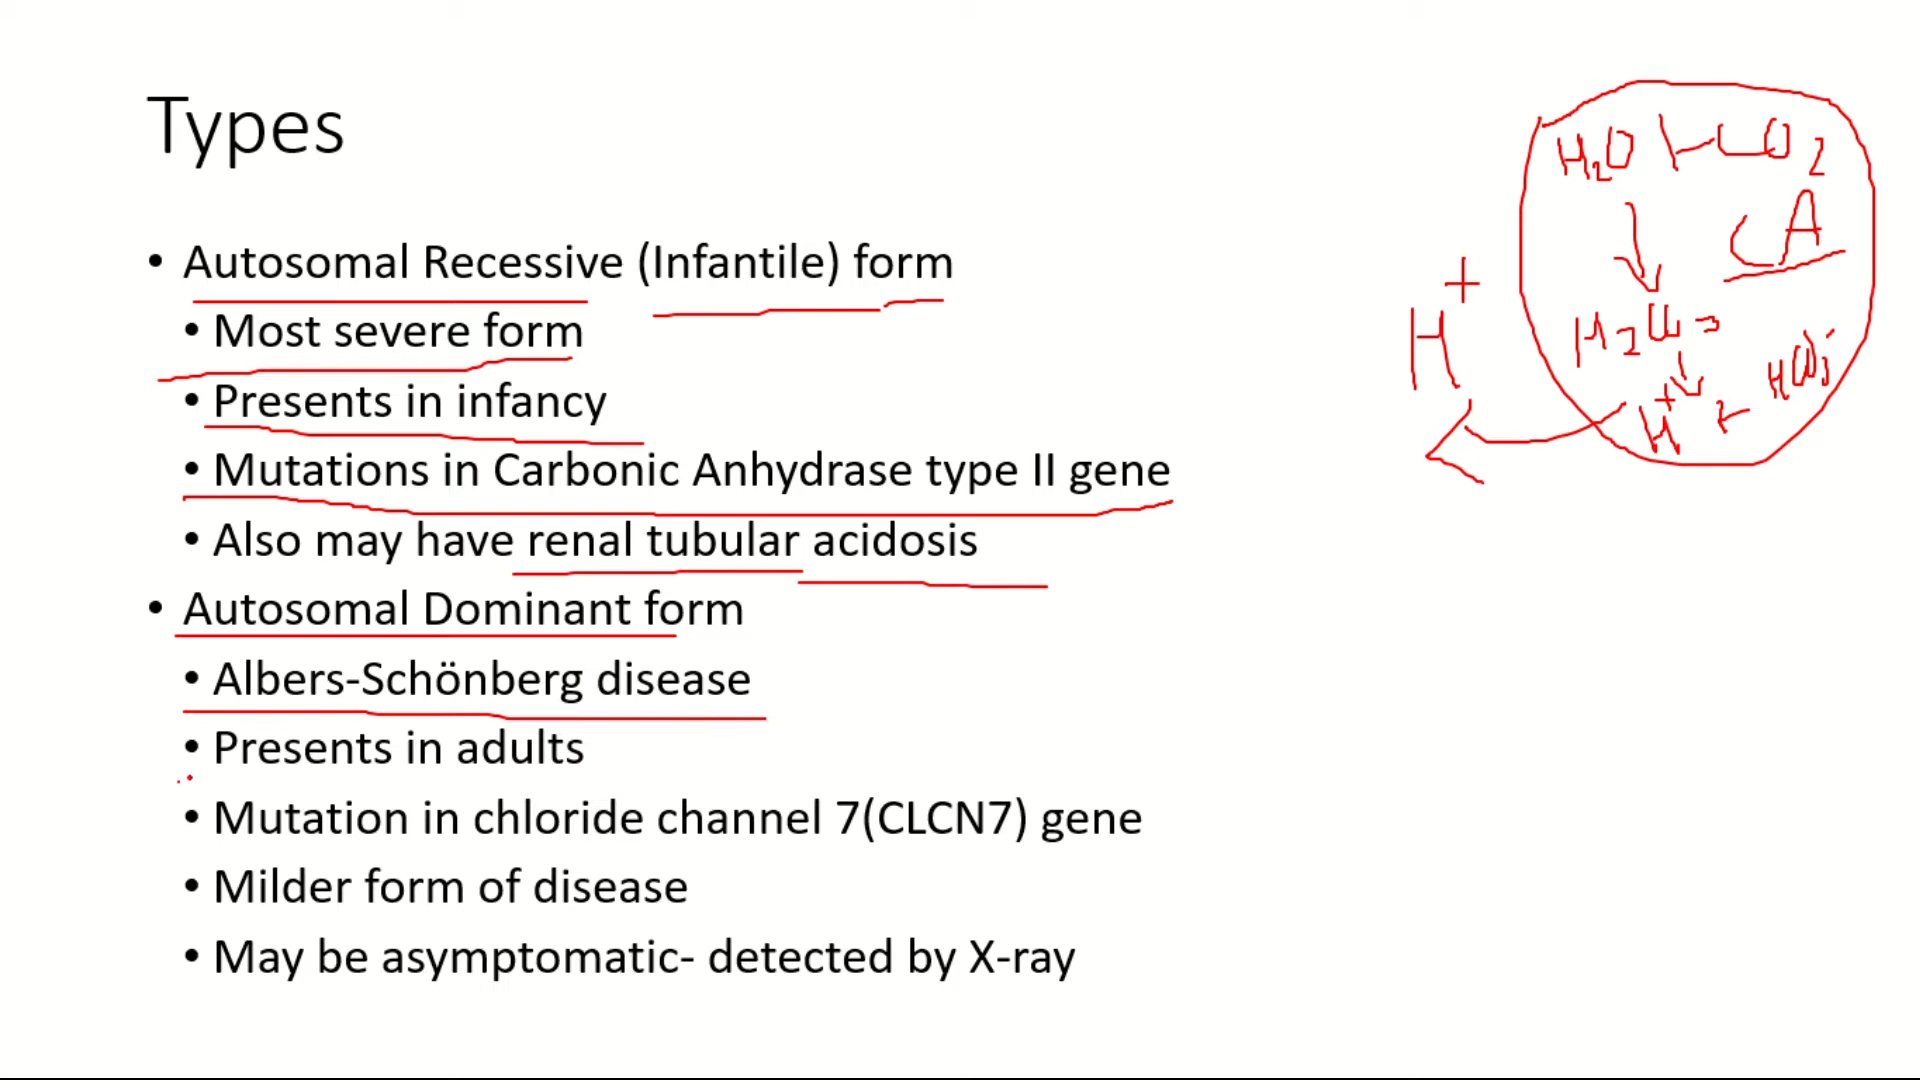 Types
• Autosomal Recessive (Infantile) form
• Most severe form
• Presents in infancy
• Mutations in Carbonic Anhydrase type II gene
• Also may have renal tubular acidosis
• Autosomal Dominant form
• Albers-Schönberg disease
• Presents in adults
• Mutation in chloride channel 7(CLCN7) gene
• Milder form of disease
• May be asymptomatic- detected by X-ray
H2O + CO2
CA
H2CO3
H+ + HCO3-
H+